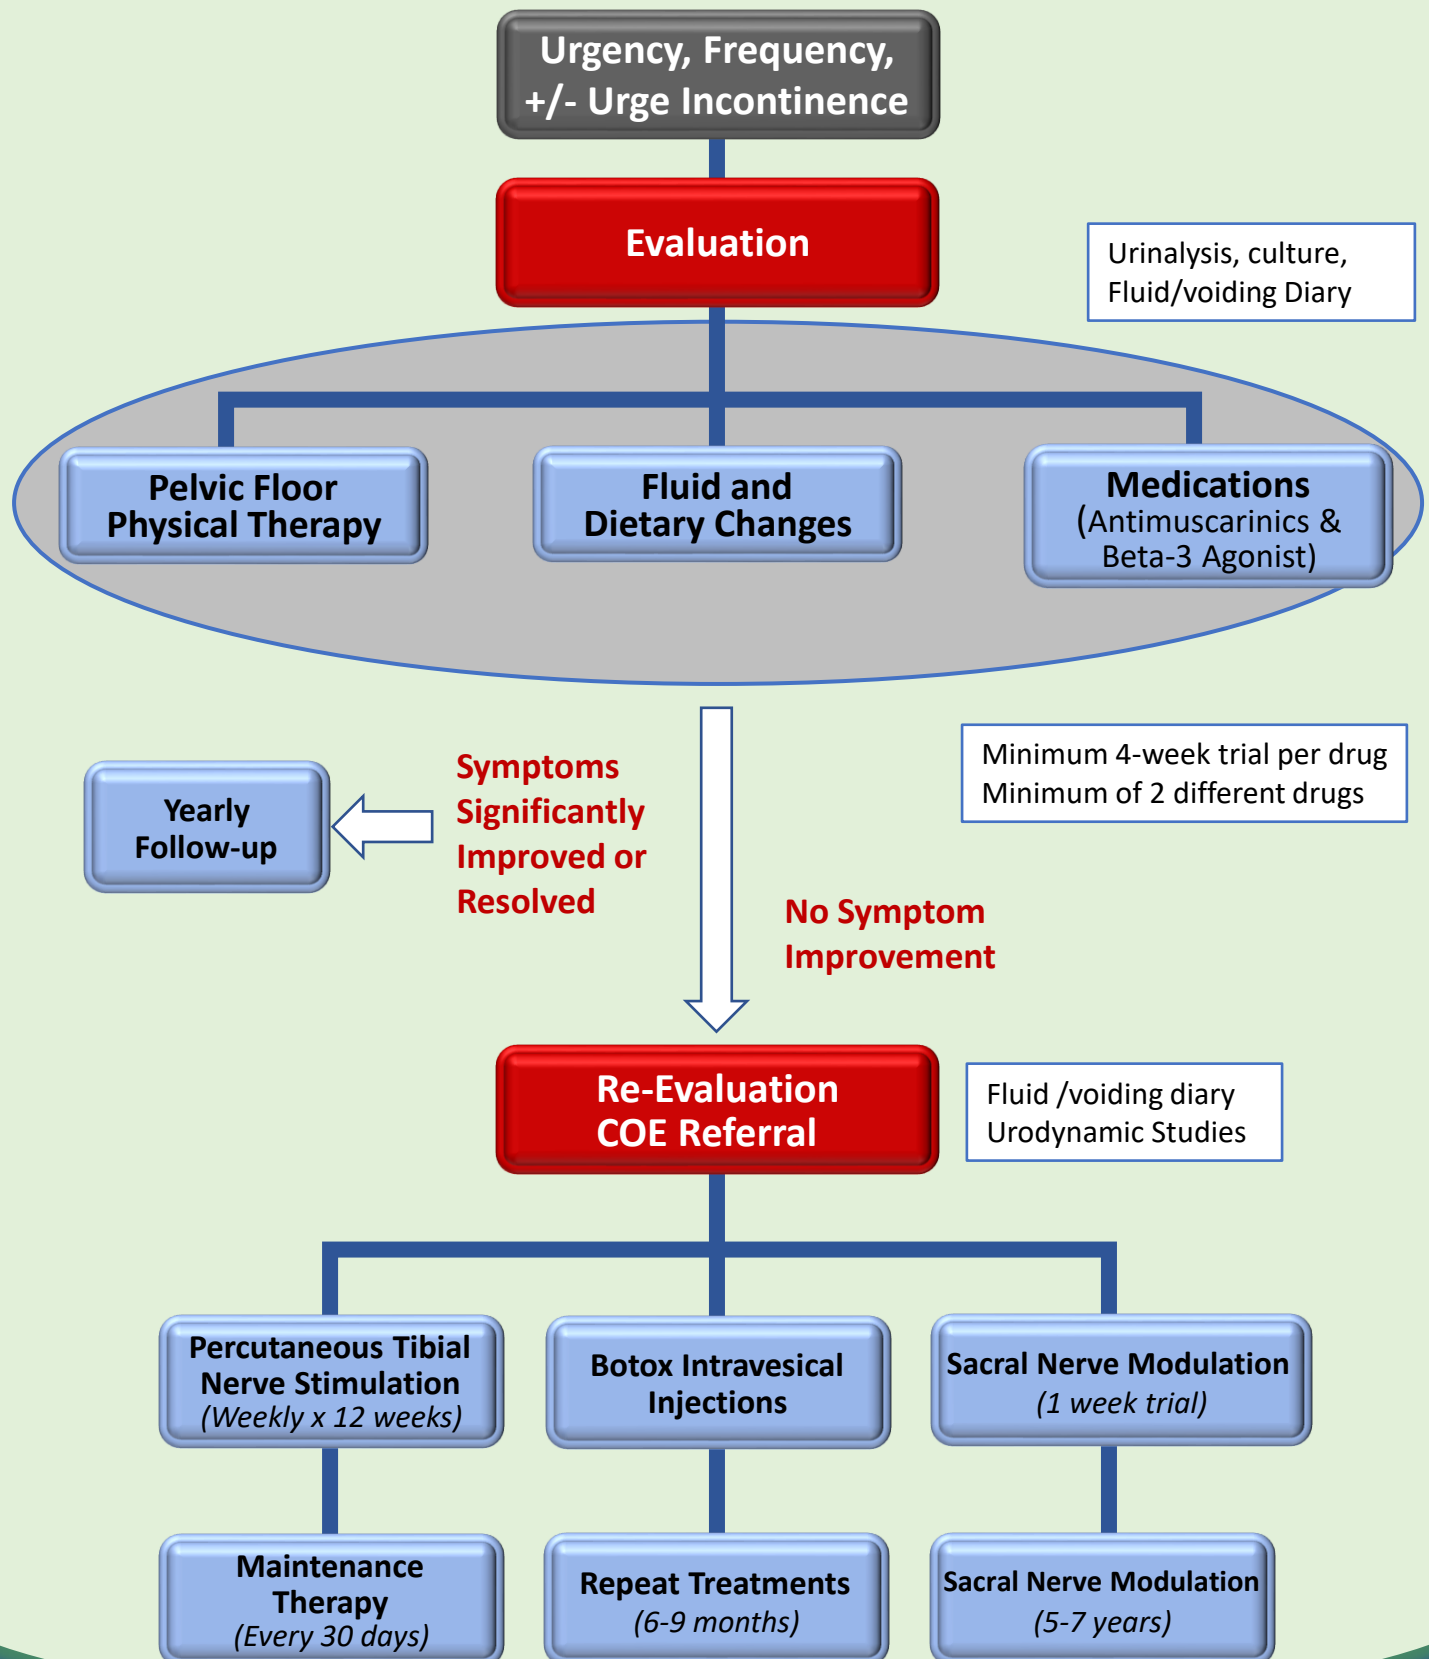 Urgency, Frequency,
+/- Urge Incontinence
Evaluation
Urinalysis, culture,
Fluid/voiding Diary
Pelvic Floor
Physical Therapy
Fluid and
Dietary Changes
Medications
(Antimuscarinics &
Beta-3 Agonist)
Minimum 4-week trial per drug
Minimum of 2 different drugs
Symptoms
Significantly
Improved or
Resolved
Yearly
Follow-up
No Symptom
Improvement
Re-Evaluation
COE Referral
Fluid /voiding diary
Urodynamic Studies
Percutaneous Tibial
Nerve Stimulation
(Weekly x 12 weeks)
Botox Intravesical
Injections
Sacral Nerve Modulation
(1 week trial)
Maintenance
Therapy
(Every 30 days)
Repeat Treatments
(6-9 months)
Sacral Nerve Modulation
(5-7 years)